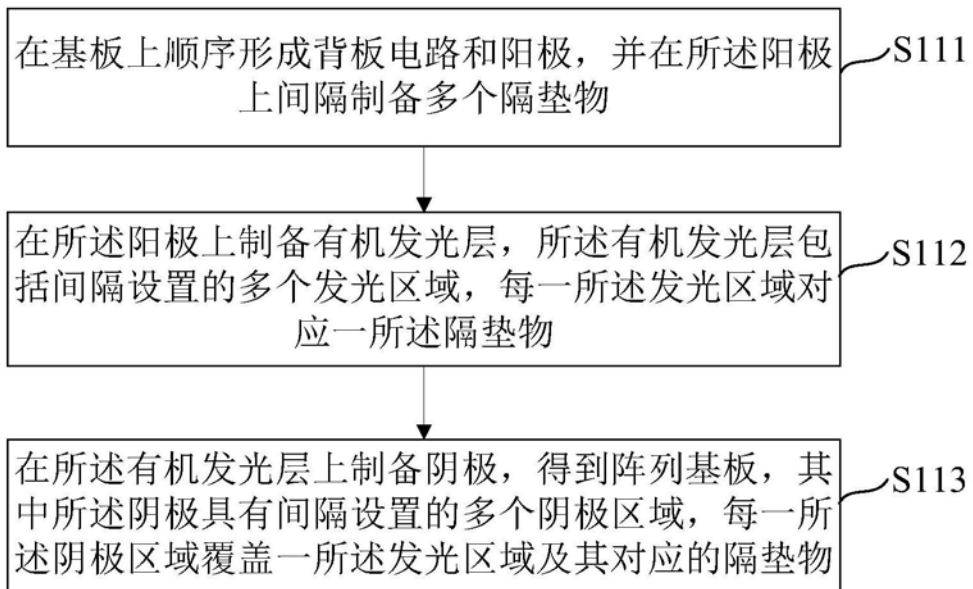 在基板上顺序形成背板电路和阳极，并在所述阳极
上间隔制备多个隔垫物
S111
在所述阳极上制备有机发光层，所述有机发光层包
括间隔设置的多个发光区域，每一所述发光区域对
应一所述隔垫物
S112
在所述有机发光层上制备阴极，得到阵列基板，其
中所述阴极具有间隔设置的多个阴极区域，每一所
述阴极区域覆盖一所述发光区域及其对应的隔垫物
S113